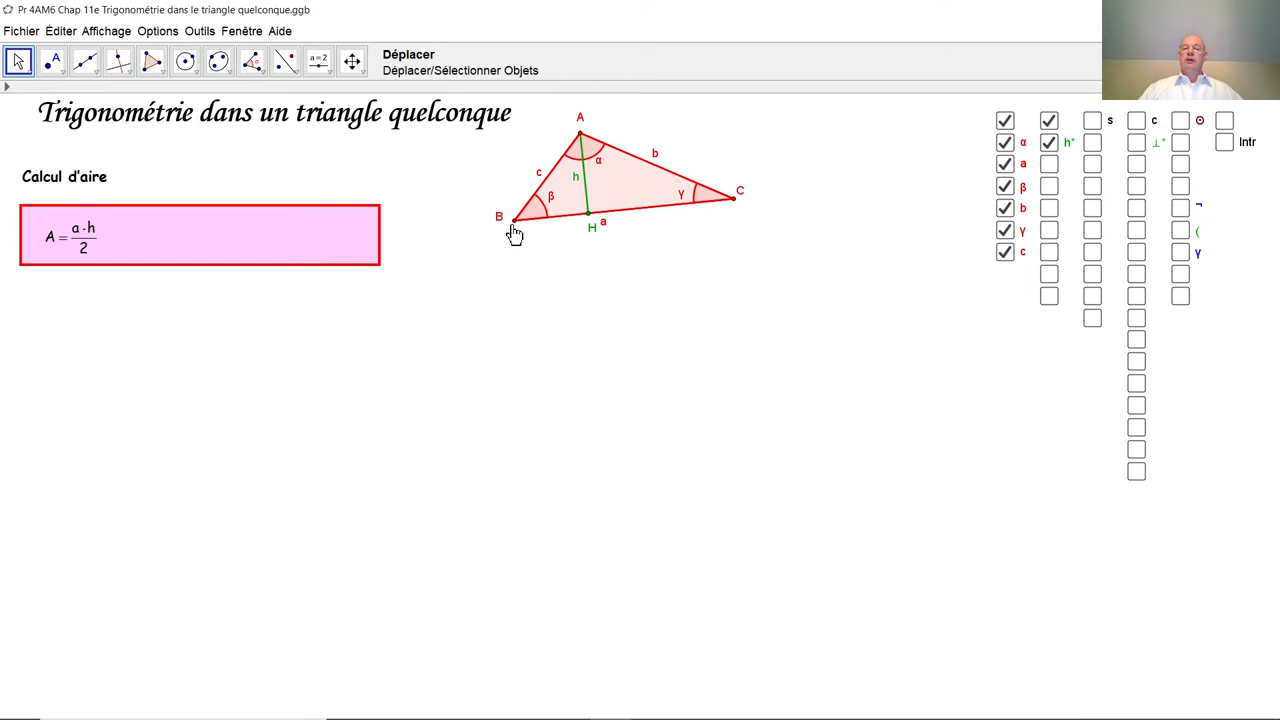 Pr 4AM6 Chap 11e Trigonométrie dans le triangle quelconque.ggb
Fichier Éditer Affichage Options Outils Fenêtre Aide
A α a=2
Déplacer
Déplacer/Sélectionner Objets
Trigonométrie dans un triangle quelconque
Calcul d'aire
A = a·h / 2
A
α
b
c
h
β
γ
B
C
H
a
s c ⊙
α h* ⊥* Intr
a
β
b ¬
γ (
c γ